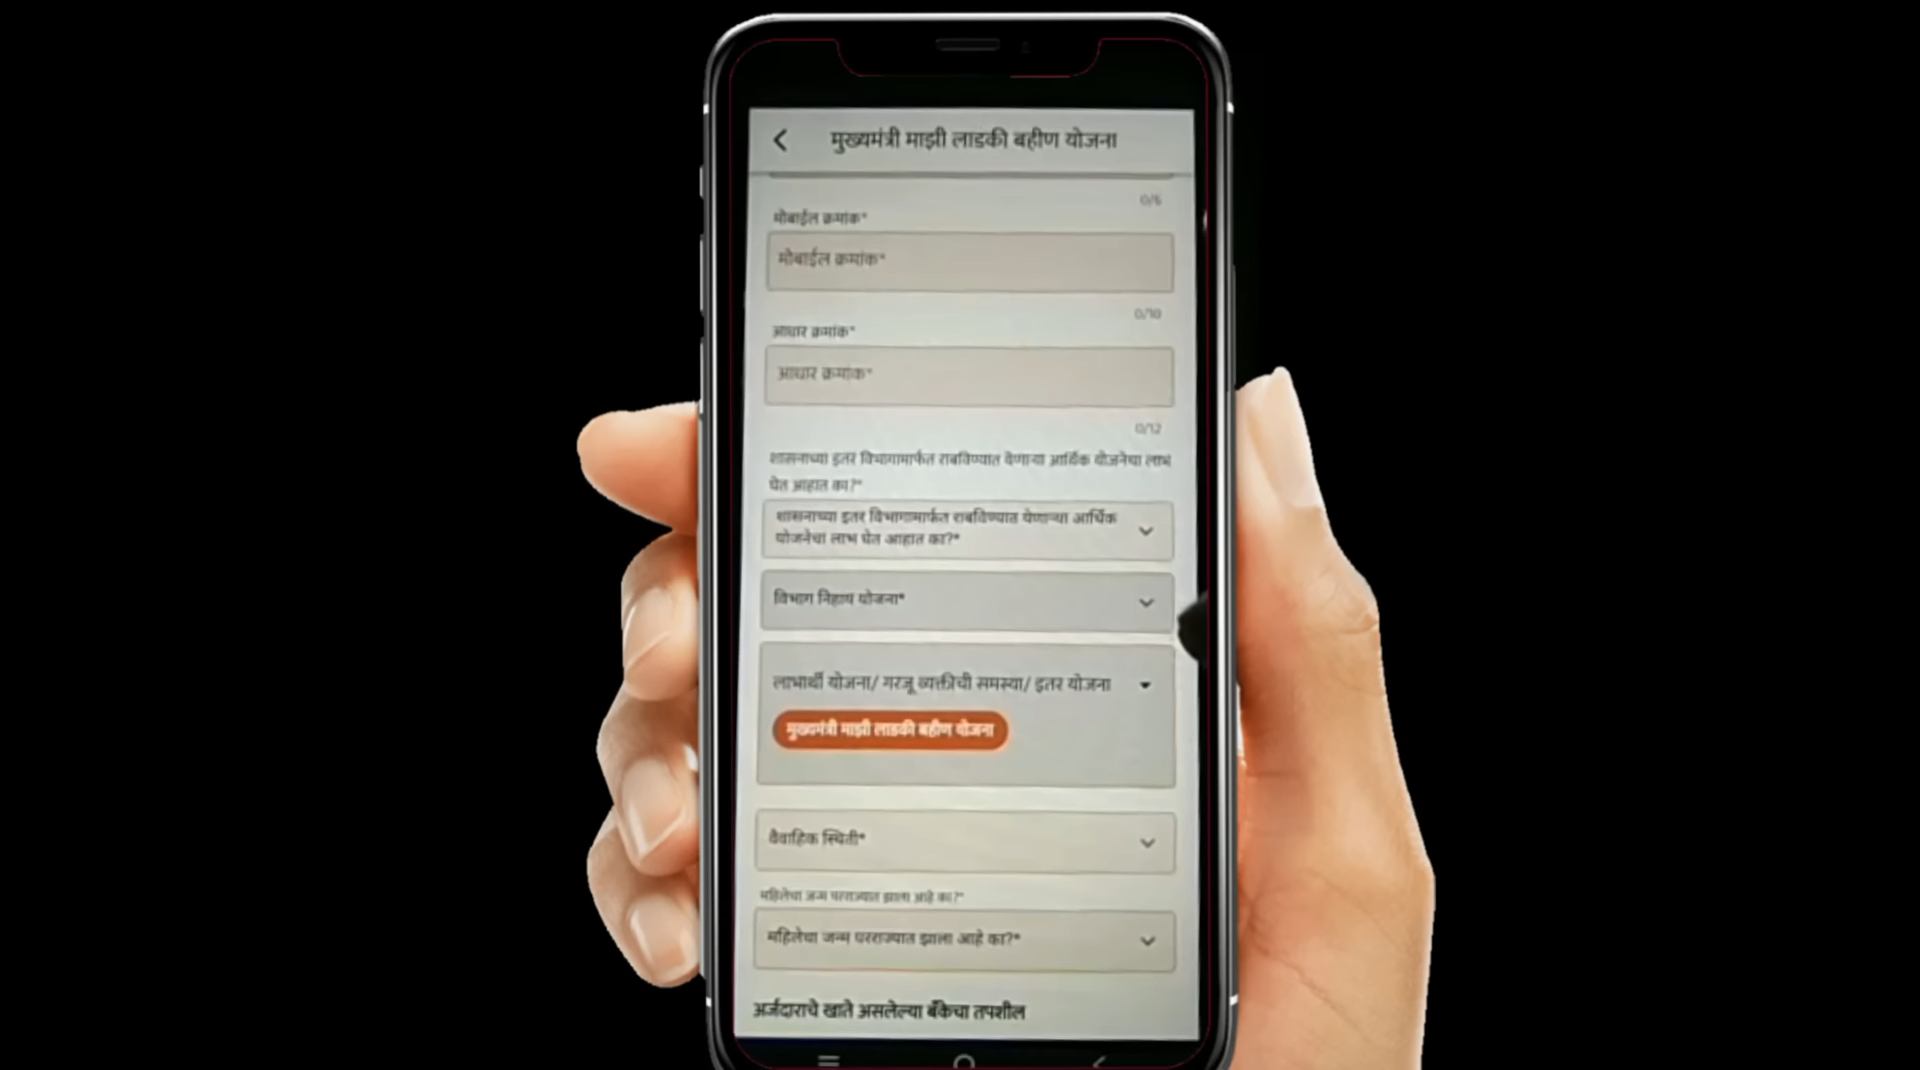 मुख्यमंत्री माझी लाडकी बहीण योजना
0/6
मोबाईल क्रमांक*
मोबाईल क्रमांक*
0/10
आधार क्रमांक*
आधार क्रमांक*
0/12
शासनाच्या इतर विभागामार्फत राबविण्यात येणाऱ्या आर्थिक योजनेचा लाभ
घेत आहात का?*
शासनाच्या इतर विभागामार्फत राबविण्यात येणाऱ्या आर्थिक
योजनेचा लाभ घेत आहात का?*
विभाग निहाय योजना*
लाभार्थी योजना/ गरजू व्यक्तीची समस्या/ इतर योजना
मुख्यमंत्री माझी लाडकी बहीण योजना
वैवाहिक स्थिती*
महिलेचा जन्म परराज्यात झाला आहे का?*
महिलेचा जन्म परराज्यात झाला आहे का?*
अर्जदाराचे खाते असलेल्या बँकेचा तपशील